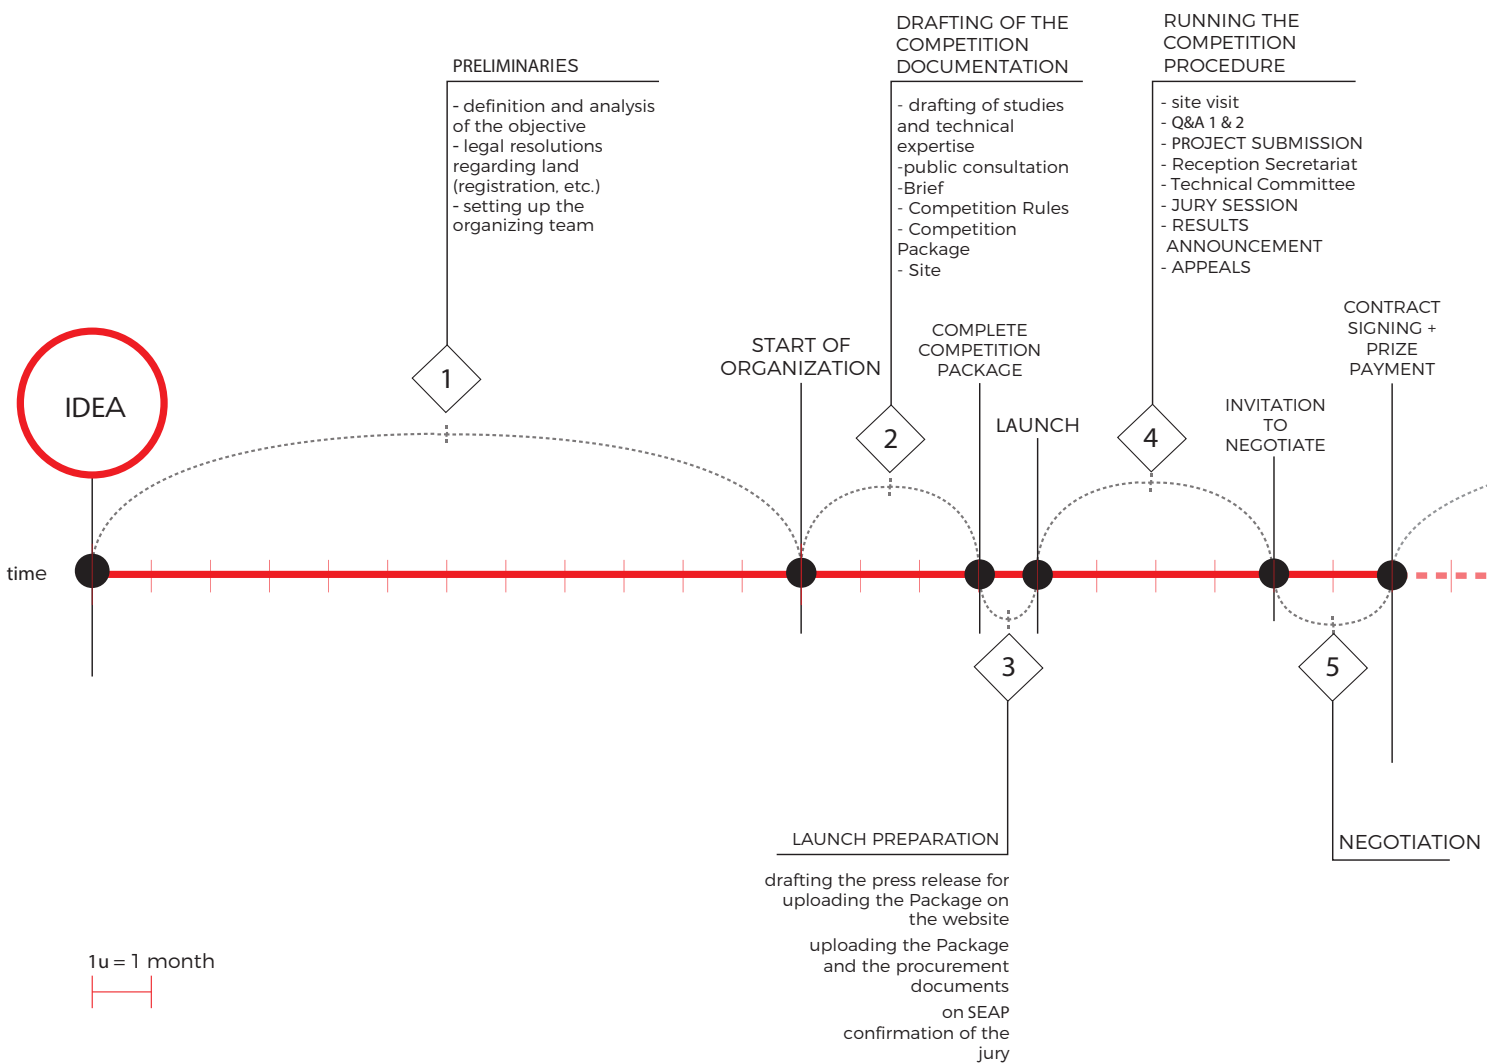 PRELIMINARIES
- definition and analysis
of the objective
- legal resolutions
regarding land
(registration, etc.)
- setting up the
organizing team
DRAFTING OF THE
COMPETITION
DOCUMENTATION
- drafting of studies
and technical
expertise
-public consultation
-Brief
- Competition Rules
- Competition
Package
- Site
RUNNING THE
COMPETITION
PROCEDURE
- site visit
- Q&A 1 & 2
- PROJECT SUBMISSION
- Reception Secretariat
- Technical Committee
- JURY SESSION
- RESULTS
ANNOUNCEMENT
- APPEALS
IDEA
1
START OF
ORGANIZATION
2
COMPLETE
COMPETITION
PACKAGE
LAUNCH
4
INVITATION
TO
NEGOTIATE
CONTRACT
SIGNING +
PRIZE
PAYMENT
time
3
5
LAUNCH PREPARATION
drafting the press release for
uploading the Package on
the website
uploading the Package
and the procurement
documents
on SEAP
confirmation of the
jury
NEGOTIATION
1u = 1 month